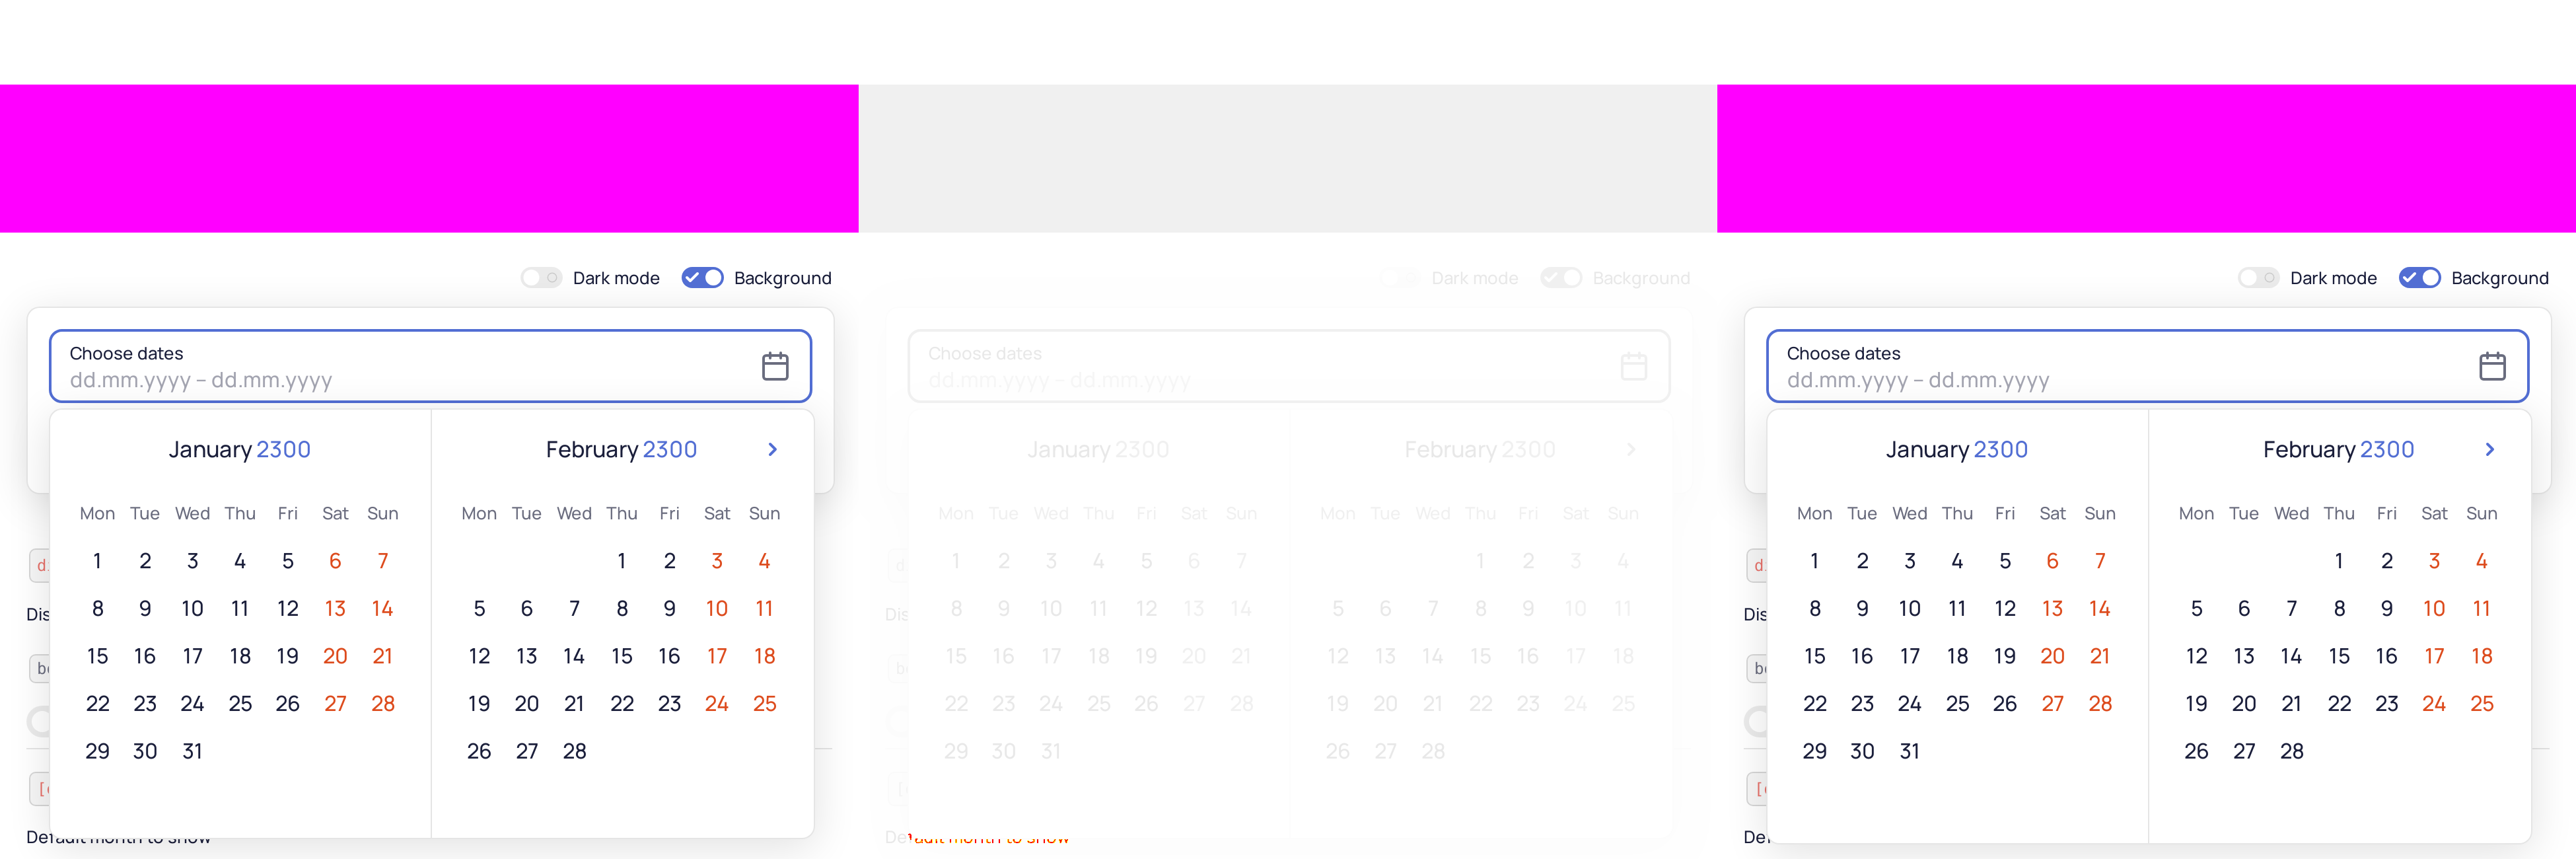 Dark mode Background
Choose dates
dd.mm.yyyy – dd.mm.yyyy
January 2300
Mon Tue Wed Thu Fri Sat Sun
1 2 3 4 5 6 7
8 9 10 11 12 13 14
15 16 17 18 19 20 21
22 23 24 25 26 27 28
29 30 31
February 2300
Mon Tue Wed Thu Fri Sat Sun
1 2 3 4
5 6 7 8 9 10 11
12 13 14 15 16 17 18
19 20 21 22 23 24 25
26 27 28
Dis
Default month to show
Dark mode Background
Choose dates
dd.mm.yyyy – dd.mm.yyyy
January 2300
Mon Tue Wed Thu Fri Sat Sun
1 2 3 4 5 6 7
8 9 10 11 12 13 14
15 16 17 18 19 20 21
22 23 24 25 26 27 28
29 30 31
February 2300
Mon Tue Wed Thu Fri Sat Sun
1 2 3 4
5 6 7 8 9 10 11
12 13 14 15 16 17 18
19 20 21 22 23 24 25
26 27 28
Dis
Default month to show
Dark mode Background
Choose dates
dd.mm.yyyy – dd.mm.yyyy
January 2300
Mon Tue Wed Thu Fri Sat Sun
1 2 3 4 5 6 7
8 9 10 11 12 13 14
15 16 17 18 19 20 21
22 23 24 25 26 27 28
29 30 31
February 2300
Mon Tue Wed Thu Fri Sat Sun
1 2 3 4
5 6 7 8 9 10 11
12 13 14 15 16 17 18
19 20 21 22 23 24 25
26 27 28
Dis